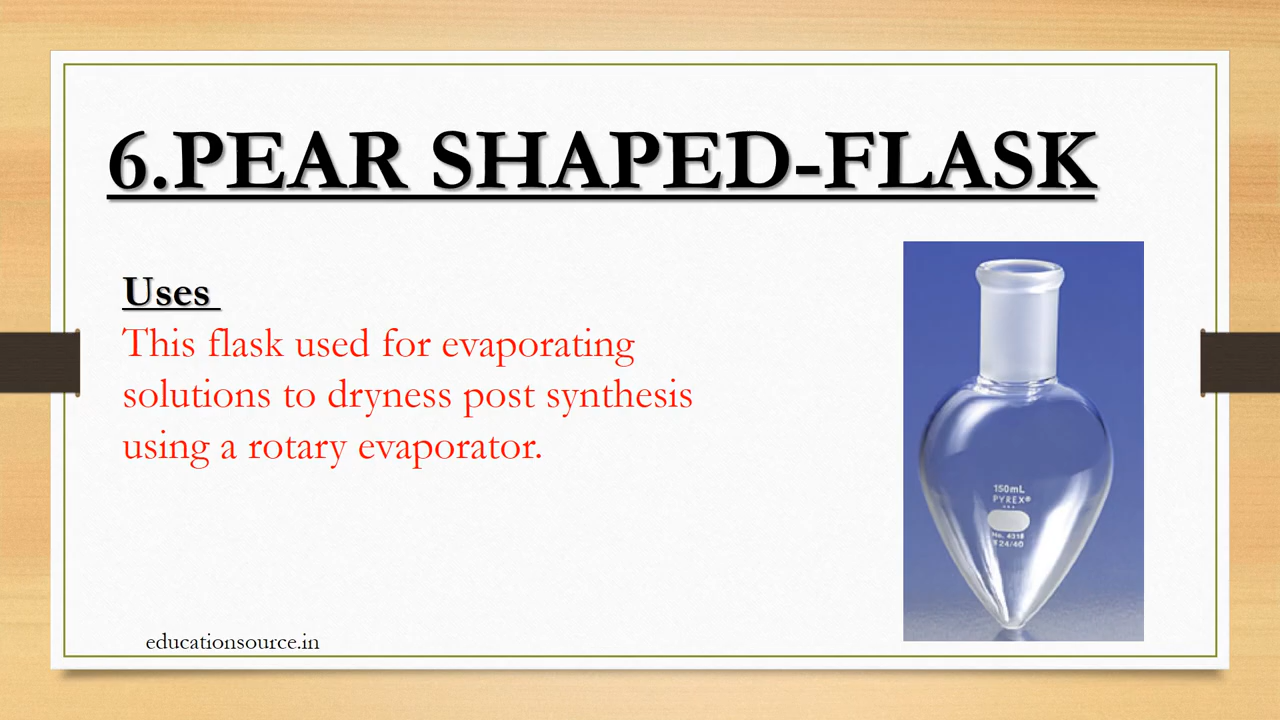 6.PEAR SHAPED-FLASK
Uses
This flask used for evaporating
solutions to dryness post synthesis
using a rotary evaporator.
150mL
PYREX®
USA
No. 4318
24/40
educationsource.in